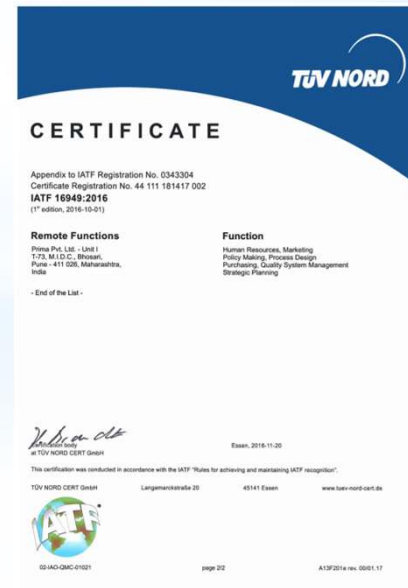 TÜV NORD
CERTIFICATE
Appendix to IATF Registration No. 0343304
Certificate Registration No. 44 111 181417 002
IATF 16949:2016
(1st edition, 2016-10-01)
Remote Functions
Prima Pvt. Ltd. - Unit I
T-73, M.I.D.C., Bhosari,
Pune - 411 026, Maharashtra,
India
- End of the List -
Function
Human Resources, Marketing
Policy Making, Process Design
Purchasing, Quality System Management
Strategic Planning
Certification body
at TÜV NORD CERT GmbH
Essen, 2018-11-20
This certification was conducted in accordance with the IATF "Rules for achieving and maintaining IATF recognition".
TÜV NORD CERT GmbH Langemarckstraße 20 45141 Essen www.tuev-nord-cert.de
IATF
02-IAO-QMC-01021 page 2/2 A13F201e rev. 00/01.17